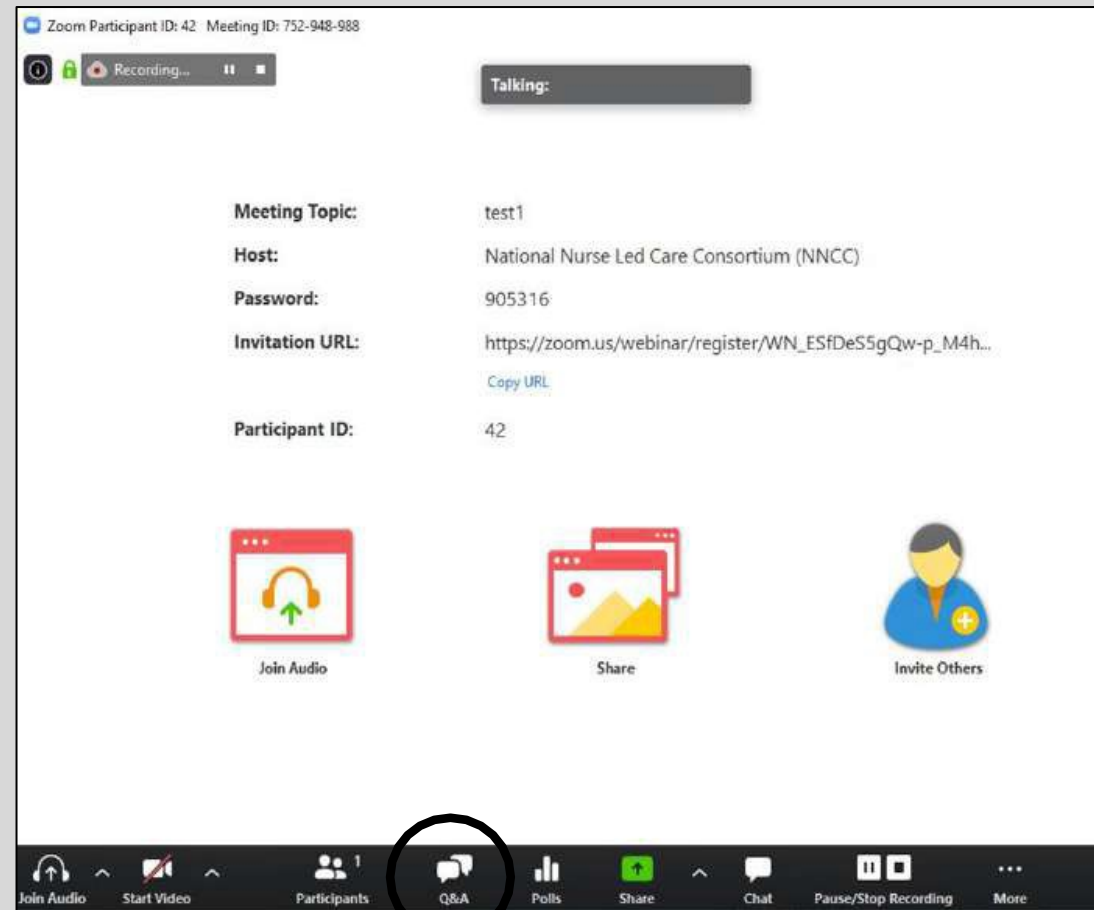 Zoom Participant ID: 42 Meeting ID: 752-948-988
Recording...
Talking:
Meeting Topic: test1
Host: National Nurse Led Care Consortium (NNCC)
Password: 905316
Invitation URL: https://zoom.us/webinar/register/WN_ESfDeS5gQw-p_M4h...
Copy URL
Participant ID: 42
Join Audio Share Invite Others
1
Join Audio Start Video Participants Q&A Polls Share Chat Pause/Stop Recording More